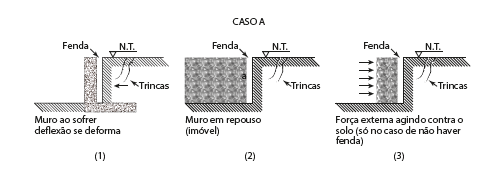 CASO A
Fenda
N.T.
Trincas
Muro ao sofrer
deflexão se deforma
(1)
Fenda
N.T.
a
Trincas
Muro em repouso
(imóvel)
(2)
Fenda
N.T.
Trincas
Força externa agindo contra o
solo (só no caso de não haver
fenda)
(3)